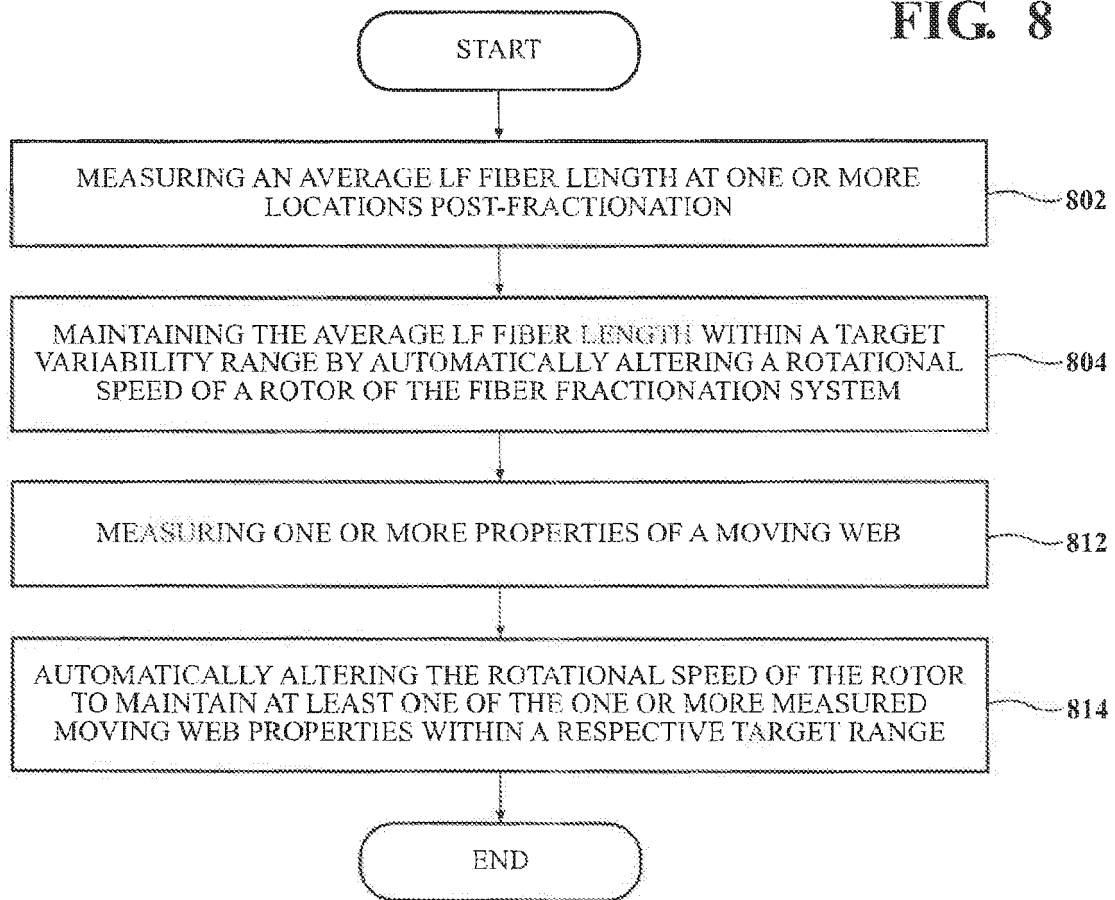 FIG. 8
START
MEASURING AN AVERAGE LF FIBER LENGTH AT ONE OR MORE
LOCATIONS POST-FRACTIONATION
802
MAINTAINING THE AVERAGE LF FIBER LENGTH WITHIN A TARGET
VARIABILITY RANGE BY AUTOMATICALLY ALTERING A ROTATIONAL
SPEED OF A ROTOR OF THE FIBER FRACTIONATION SYSTEM
804
MEASURING ONE OR MORE PROPERTIES OF A MOVING WEB
812
AUTOMATICALLY ALTERING THE ROTATIONAL SPEED OF THE ROTOR
TO MAINTAIN AT LEAST ONE OF THE ONE OR MORE MEASURED
MOVING WEB PROPERTIES WITHIN A RESPECTIVE TARGET RANGE
814
END